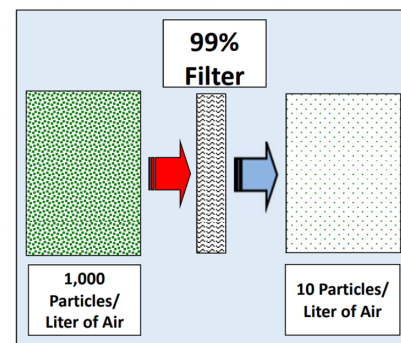 99%
Filter
1,000
Particles/
Liter of Air
10 Particles/
Liter of Air